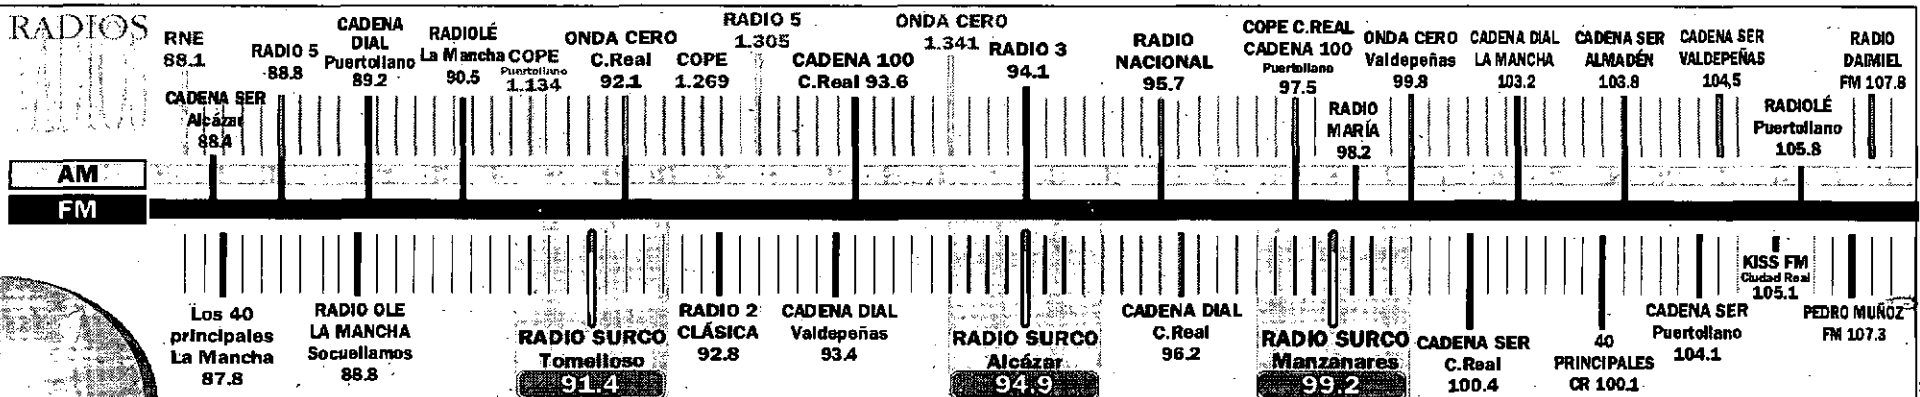 RADIOS
RNE
88.1
CADENA SER
Alcázar
88.4
RADIO 5
88.8
CADENA
DIAL
Puertollano
89.2
RADIOLÉ
La Mancha
90.5
COPE
Puertollano
1.134
ONDA CERO
C.Real
92.1
COPE
1.269
RADIO 5
1.305
CADENA 100
C.Real 93.6
ONDA CERO
1.341
RADIO 3
94.1
RADIO
NACIONAL
95.7
COPE C.REAL
CADENA 100
Puertollano
97.5
RADIO
MARÍA
98.2
ONDA CERO
Valdepeñas
99.8
CADENA DIAL
LA MANCHA
103.2
CADENA SER
ALMADÉN
103.8
CADENA SER
VALDEPEÑAS
104,5
RADIOLÉ
Puertollano
105.8
RADIO
DAIMIEL
FM 107.8
AM
FM
Los 40
principales
La Mancha
87.8
RADIO OLE
LA MANCHA
Socuellamos
88.8
RADIO SURCO
Tomelloso
91.4
RADIO 2
CLÁSICA
92.8
CADENA DIAL
Valdepeñas
93.4
RADIO SURCO
Alcázar
94.9
CADENA DIAL
C.Real
96.2
RADIO SURCO
Manzanares
99.2
CADENA SER
C.Real
100.4
40
PRINCIPALES
CR 100.1
CADENA SER
Puertollano
104.1
KISS FM
Ciudad Real
105.1
PEDRO MUÑOZ
FM 107.3